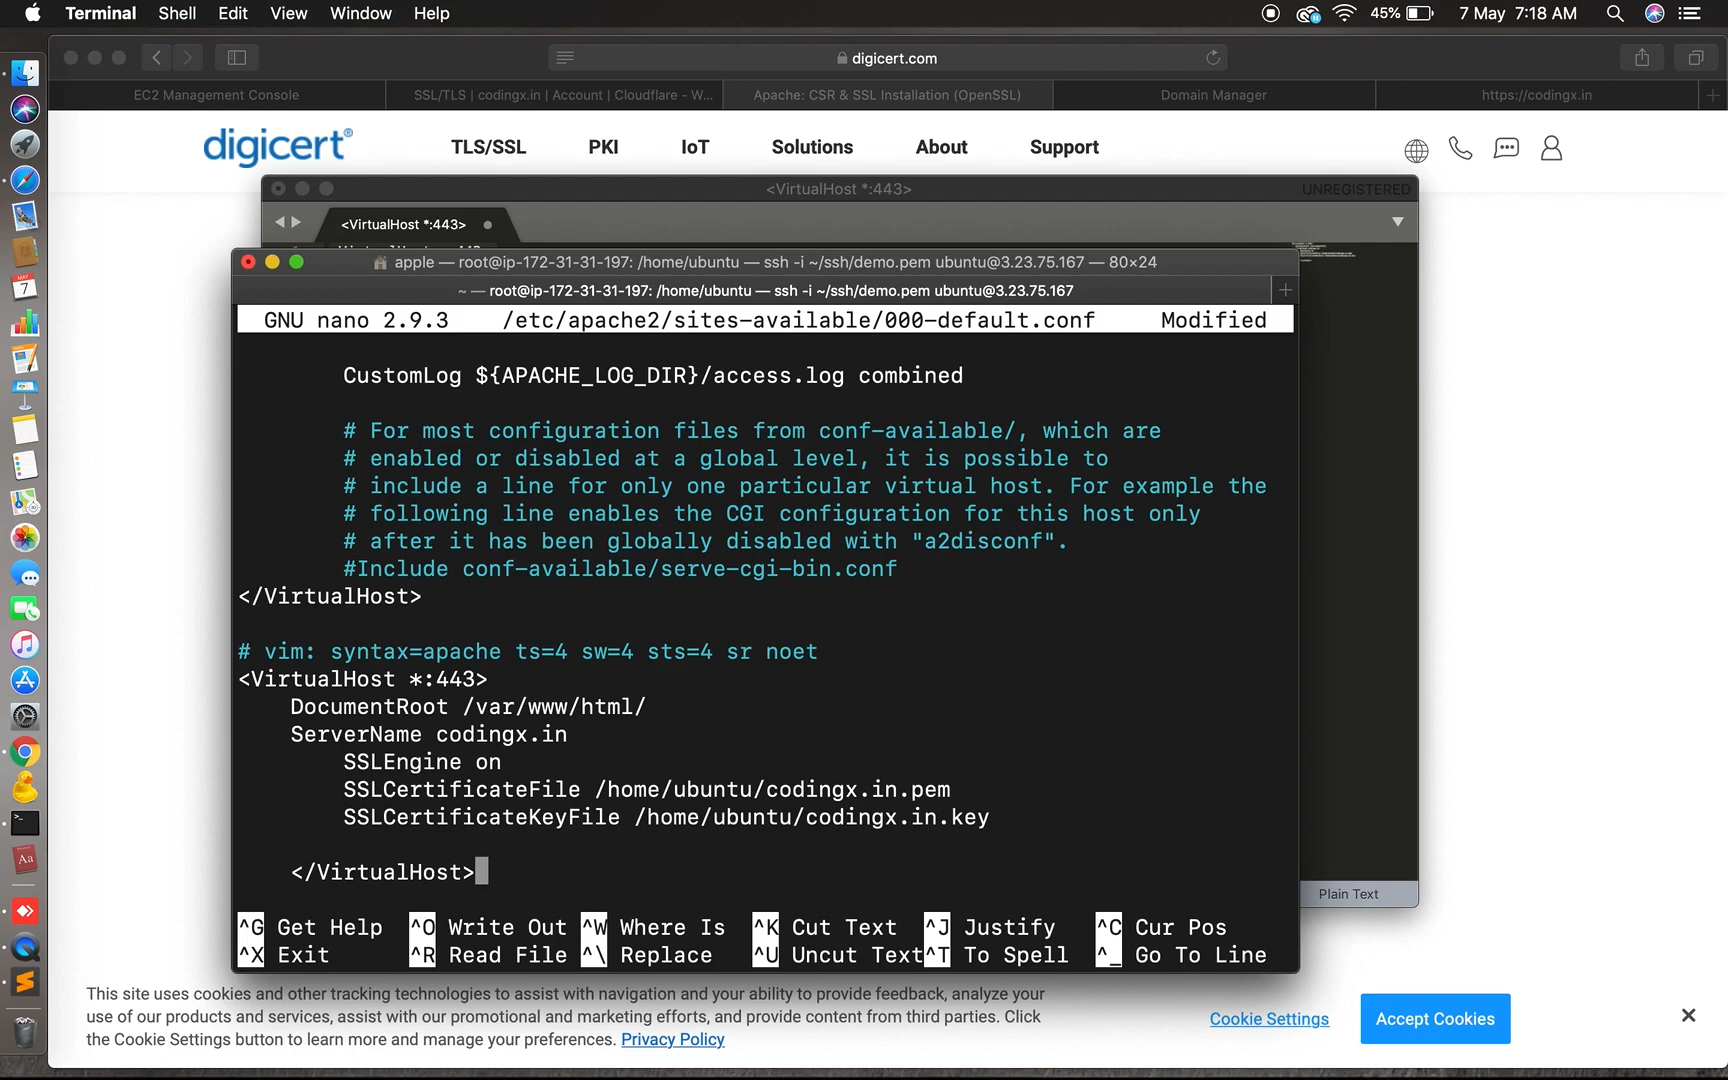 Terminal Shell Edit View Window Help 45% 7 May 7:18 AM
digicert.com
EC2 Management Console SSL/TLS | codingx.in | Account | Cloudflare - W... Apache: CSR & SSL Installation (OpenSSL) Domain Manager https://codingx.in
digicert® TLS/SSL PKI IoT Solutions About Support
<VirtualHost *:443> UNREGISTERED
<VirtualHost *:443>
apple — root@ip-172-31-31-197: /home/ubuntu — ssh -i ~/ssh/demo.pem ubuntu@3.23.75.167 — 80×24
~ — root@ip-172-31-31-197: /home/ubuntu — ssh -i ~/ssh/demo.pem ubuntu@3.23.75.167
GNU nano 2.9.3 /etc/apache2/sites-available/000-default.conf Modified
CustomLog ${APACHE_LOG_DIR}/access.log combined
# For most configuration files from conf-available/, which are
# enabled or disabled at a global level, it is possible to
# include a line for only one particular virtual host. For example the
# following line enables the CGI configuration for this host only
# after it has been globally disabled with "a2disconf".
#Include conf-available/serve-cgi-bin.conf
</VirtualHost>
# vim: syntax=apache ts=4 sw=4 sts=4 sr noet
<VirtualHost *:443>
DocumentRoot /var/www/html/
ServerName codingx.in
SSLEngine on
SSLCertificateFile /home/ubuntu/codingx.in.pem
SSLCertificateKeyFile /home/ubuntu/codingx.in.key
</VirtualHost>
Plain Text
^G Get Help ^O Write Out ^W Where Is ^K Cut Text ^J Justify ^C Cur Pos
^X Exit ^R Read File ^\ Replace ^U Uncut Text ^T To Spell ^_ Go To Line
This site uses cookies and other tracking technologies to assist with navigation and your ability to provide feedback, analyze your
use of our products and services, assist with our promotional and marketing efforts, and provide content from third parties. Click
the Cookie Settings button to learn more and manage your preferences. Privacy Policy
Cookie Settings Accept Cookies